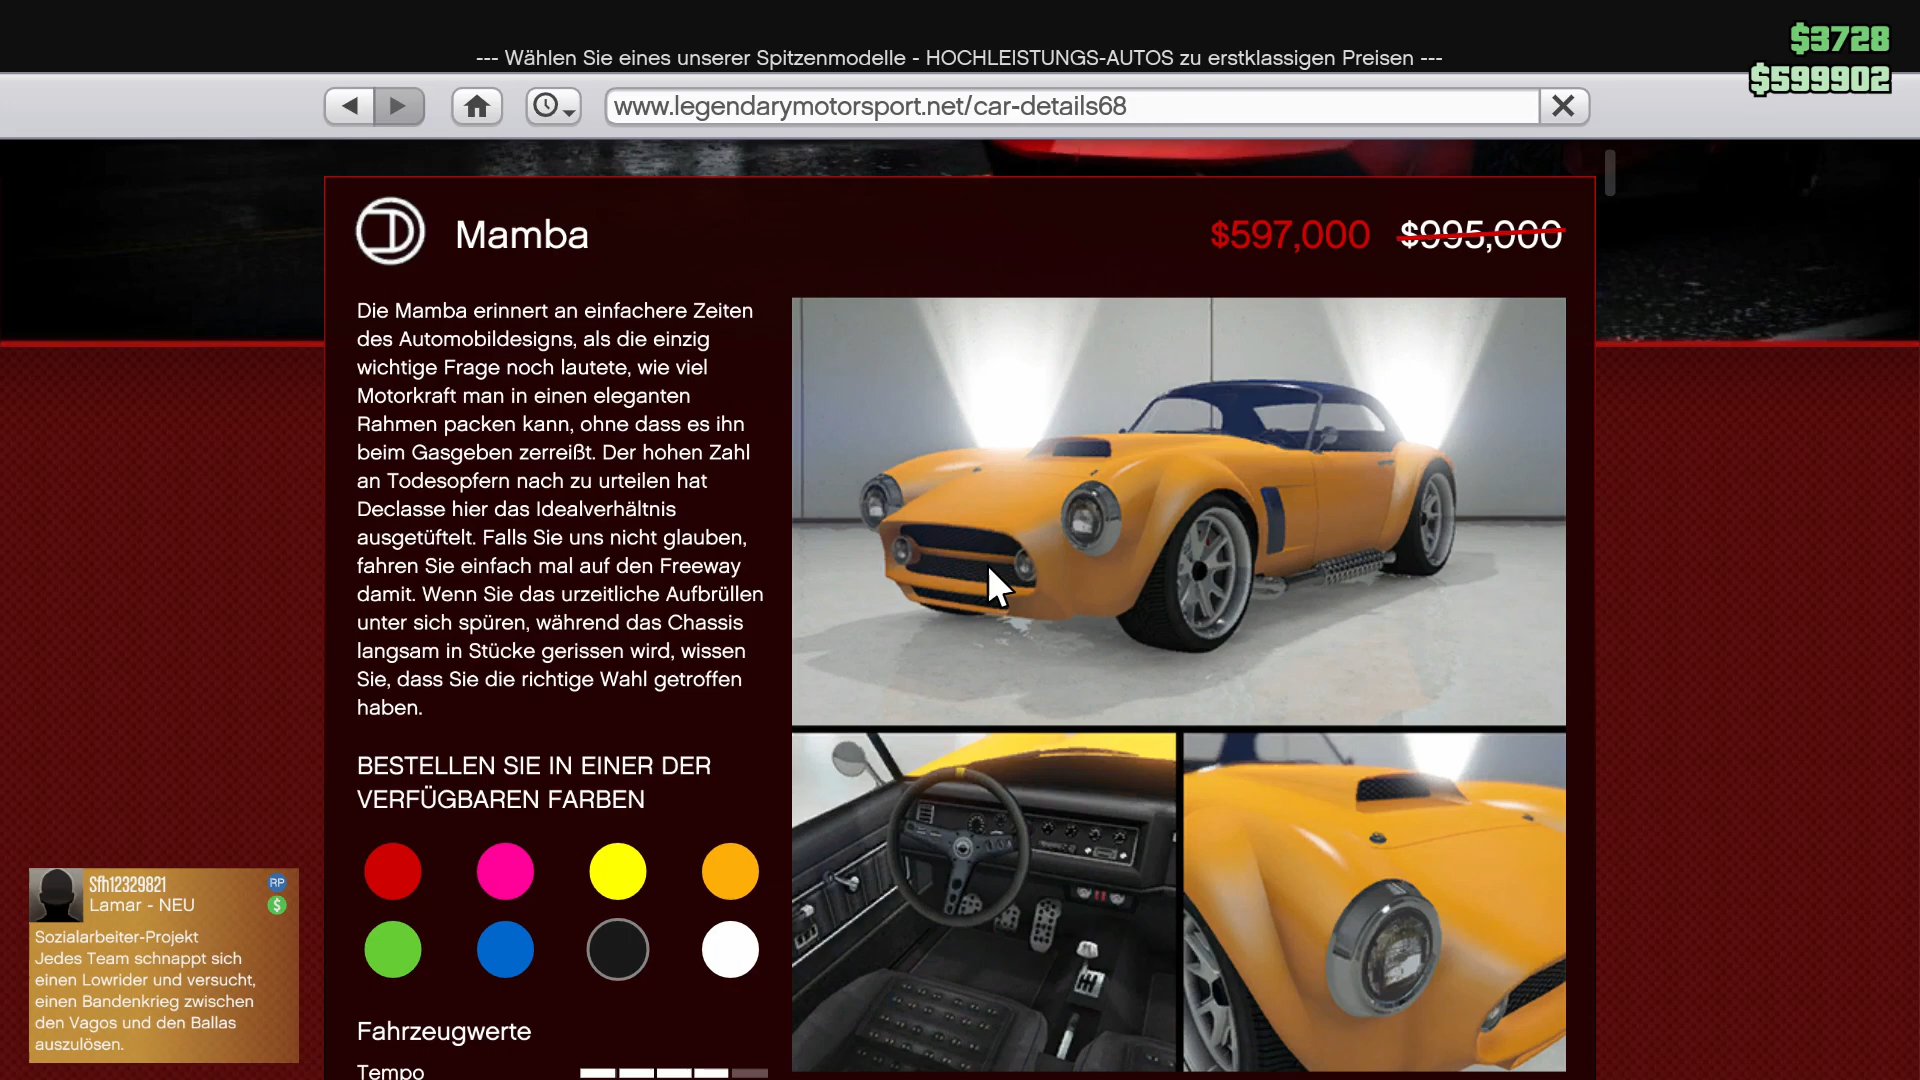 --- Wählen Sie eines unserer Spitzenmodelle - HOCHLEISTUNGS-AUTOS zu erstklassigen Preisen ---
$3728
$599902
www.legendarymotorsport.net/car-details68
Mamba
$597,000 $995,000
Die Mamba erinnert an einfachere Zeiten
des Automobildesigns, als die einzig
wichtige Frage noch lautete, wie viel
Motorkraft man in einen eleganten
Rahmen packen kann, ohne dass es ihn
beim Gasgeben zerreißt. Der hohen Zahl
an Todesopfern nach zu urteilen hat
Declasse hier das Idealverhältnis
ausgetüftelt. Falls Sie uns nicht glauben,
fahren Sie einfach mal auf den Freeway
damit. Wenn Sie das urzeitliche Aufbrüllen
unter sich spüren, während das Chassis
langsam in Stücke gerissen wird, wissen
Sie, dass Sie die richtige Wahl getroffen
haben.
BESTELLEN SIE IN EINER DER
VERFÜGBAREN FARBEN
Fahrzeugwerte
Tempo
Sfh12329821
RP
Lamar - NEU
$
Sozialarbeiter-Projekt
Jedes Team schnappt sich
einen Lowrider und versucht,
einen Bandenkrieg zwischen
den Vagos und den Ballas
auszulösen.